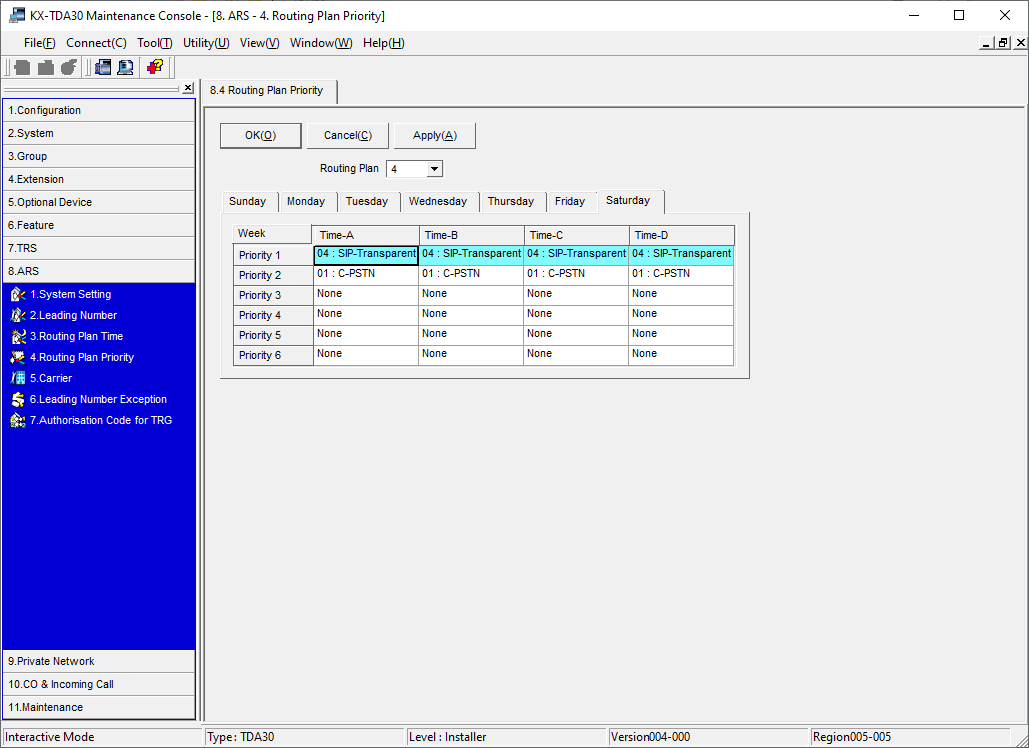 KX-TDA30 Maintenance Console - [8. ARS - 4. Routing Plan Priority]
File(F) Connect(C) Tool(T) Utility(U) View(V) Window(W) Help(H)
8.4 Routing Plan Priority
1.Configuration
2.System
3.Group
4.Extension
5.Optional Device
6.Feature
7.TRS
8.ARS
1.System Setting
2.Leading Number
3.Routing Plan Time
4.Routing Plan Priority
5.Carrier
6.Leading Number Exception
7.Authorisation Code for TRG
9.Private Network
10.CO & Incoming Call
11.Maintenance
OK(O) Cancel(C) Apply(A)
Routing Plan 4
Sunday Monday Tuesday Wednesday Thursday Friday Saturday
Week Time-A Time-B Time-C Time-D
Priority 1 04 : SIP-Transparent 04 : SIP-Transparent 04 : SIP-Transparent 04 : SIP-Transparent
Priority 2 01 : C-PSTN 01 : C-PSTN 01 : C-PSTN 01 : C-PSTN
Priority 3 None None None None
Priority 4 None None None None
Priority 5 None None None None
Priority 6 None None None None
Interactive Mode Type : TDA30 Level : Installer Version004-000 Region005-005